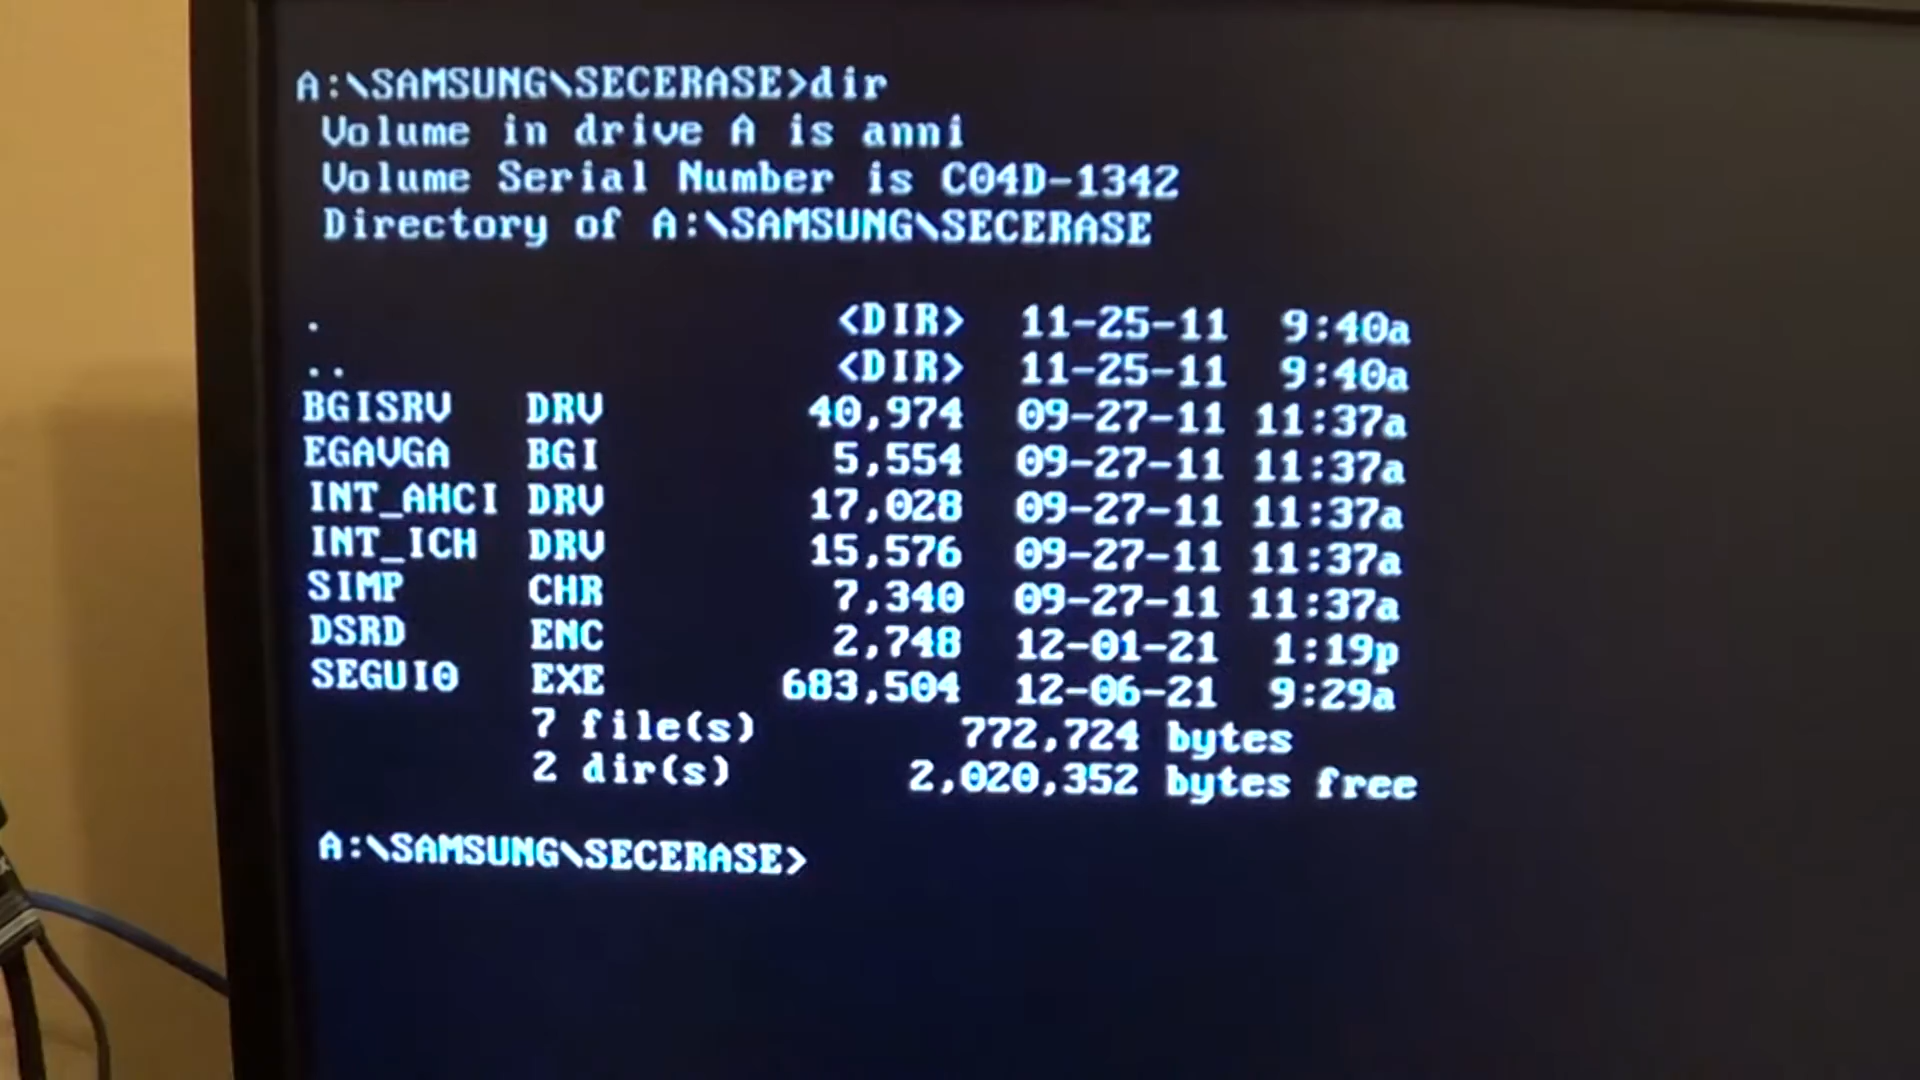 A:\SAMSUNG\SECERASE>dir
Volume in drive A is anni
Volume Serial Number is C04D-1342
Directory of A:\SAMSUNG\SECERASE
. <DIR> 11-25-11 9:40a
.. <DIR> 11-25-11 9:40a
BGISRV DRV 40,974 09-27-11 11:37a
EGAVGA BGI 5,554 09-27-11 11:37a
INT_AHCI DRV 17,028 09-27-11 11:37a
INT_ICH DRV 15,576 09-27-11 11:37a
SIMP CHR 7,340 09-27-11 11:37a
DSRD ENC 2,748 12-01-21 1:19p
SEGUI0 EXE 683,504 12-06-21 9:29a
7 file(s) 772,724 bytes
2 dir(s) 2,020,352 bytes free
A:\SAMSUNG\SECERASE>